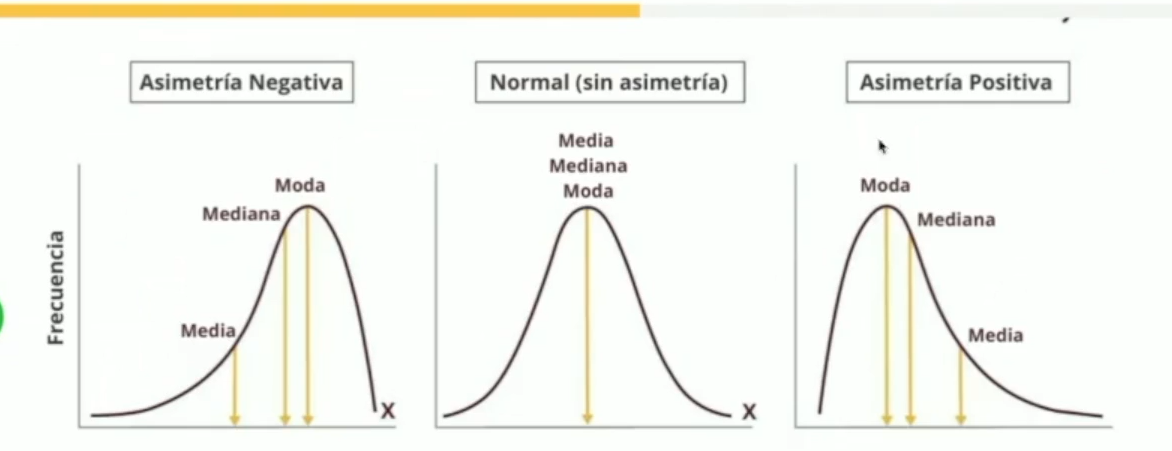 Asimetría Negativa
Normal (sin asimetría)
Asimetría Positiva
Frecuencia
Moda
Mediana
Media
X
Media
Mediana
Moda
X
Moda
Mediana
Media